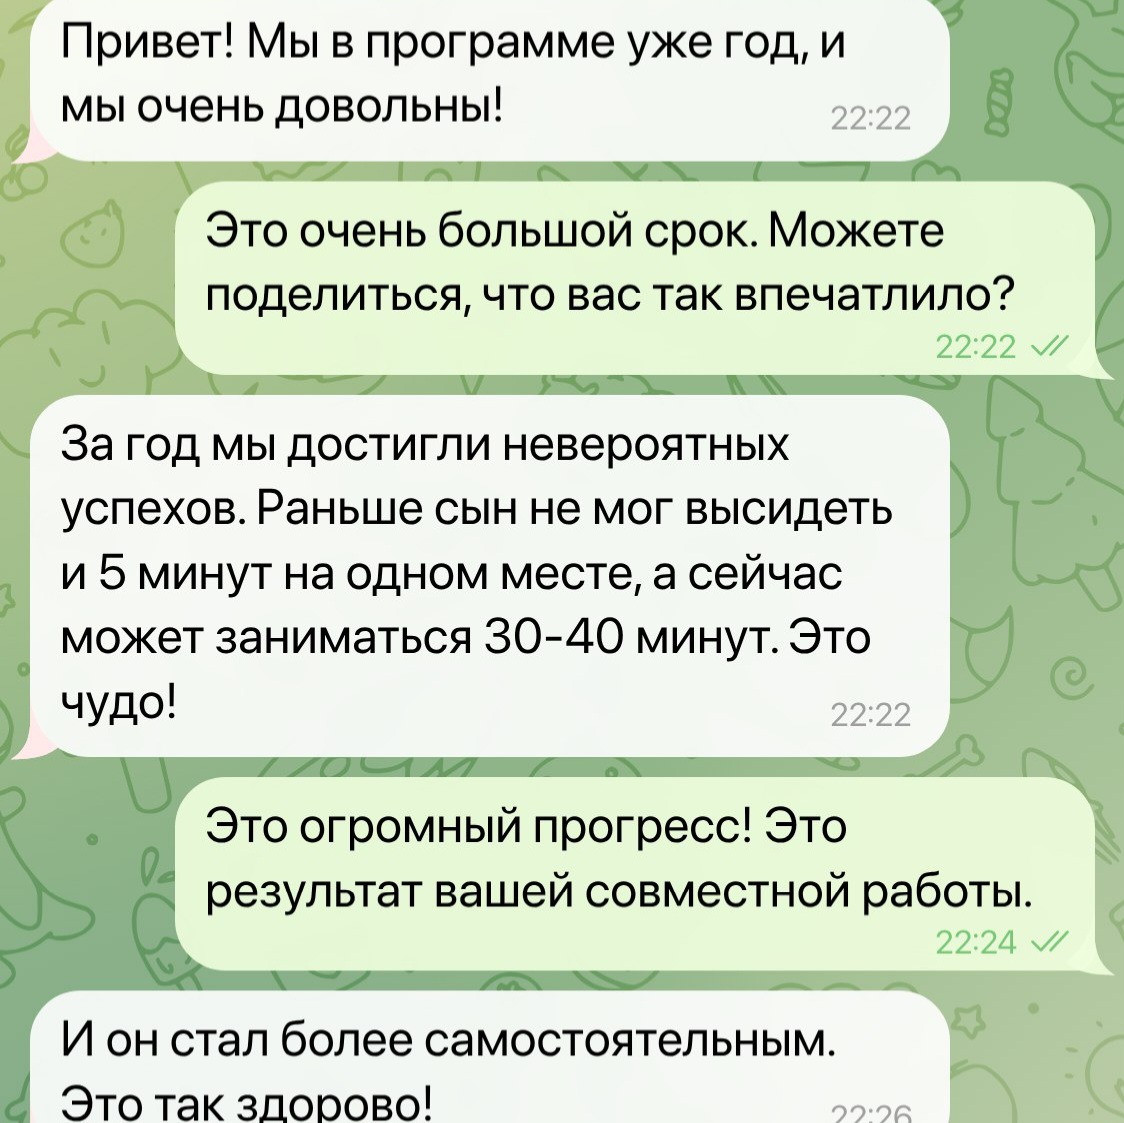 Привет! Мы в программе уже год, и
мы очень довольны!
22:22
Это очень большой срок. Можете
поделиться, что вас так впечатлило?
22:22
За год мы достигли невероятных
успехов. Раньше сын не мог высидеть
и 5 минут на одном месте, а сейчас
может заниматься 30-40 минут. Это
чудо!
22:22
Это огромный прогресс! Это
результат вашей совместной работы.
22:24
И он стал более самостоятельным.
Это так здорово!
22:26